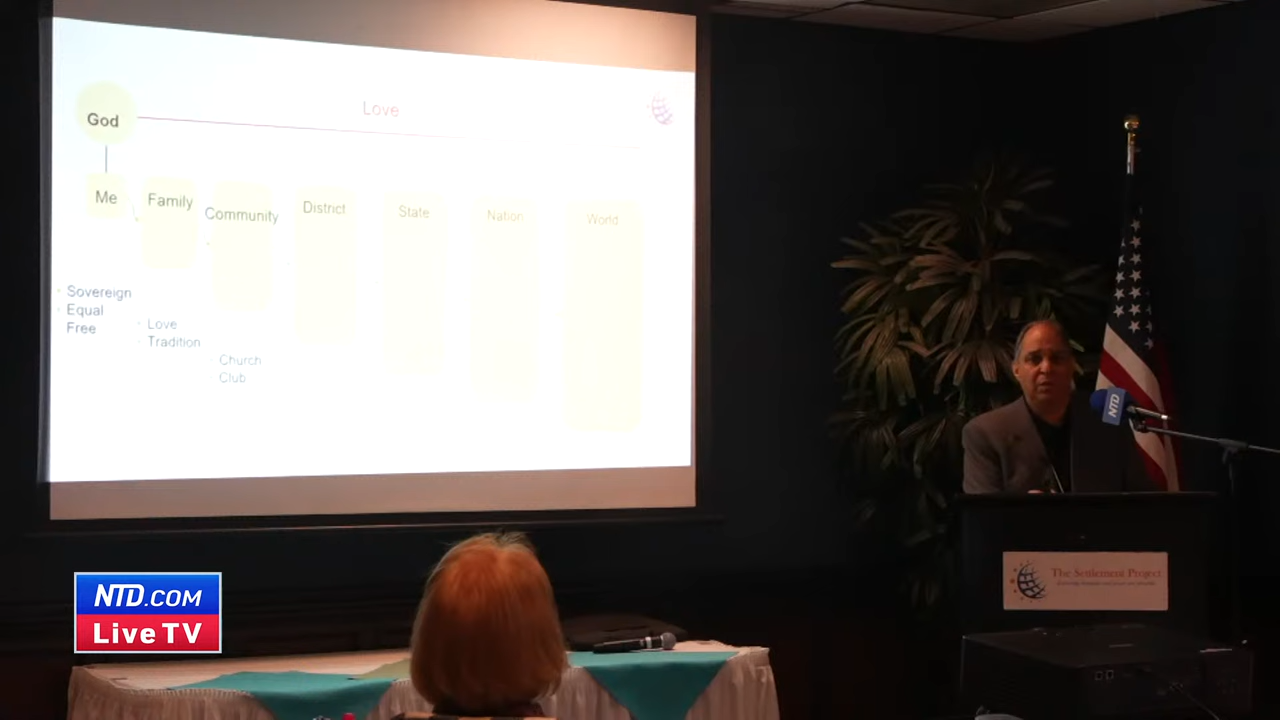 God
Love
Me
Family
Community
District
State
Nation
World
Sovereign
Equal
Free
Love
Tradition
Church
Club
NTD
The Settlement Project
NTD.COM
Live TV